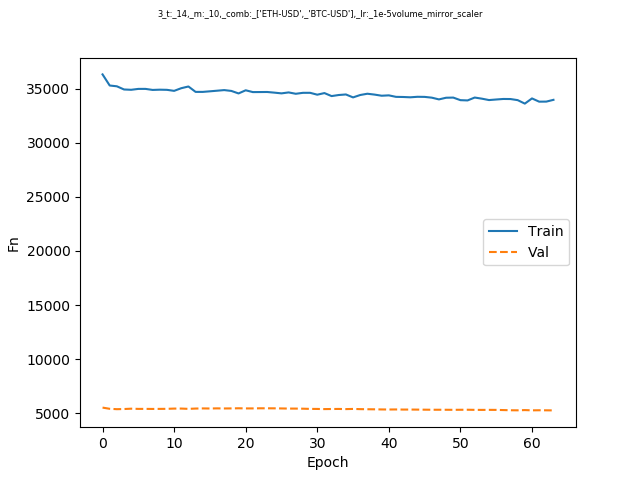 3_t:_14,_m:_10,_comb:_['ETH-USD',_'BTC-USD'],_lr:_1e-5volume_mirror_scaler
35000
30000
25000
20000
15000
10000
5000
Fn
Train
Val
0 10 20 30 40 50 60
Epoch